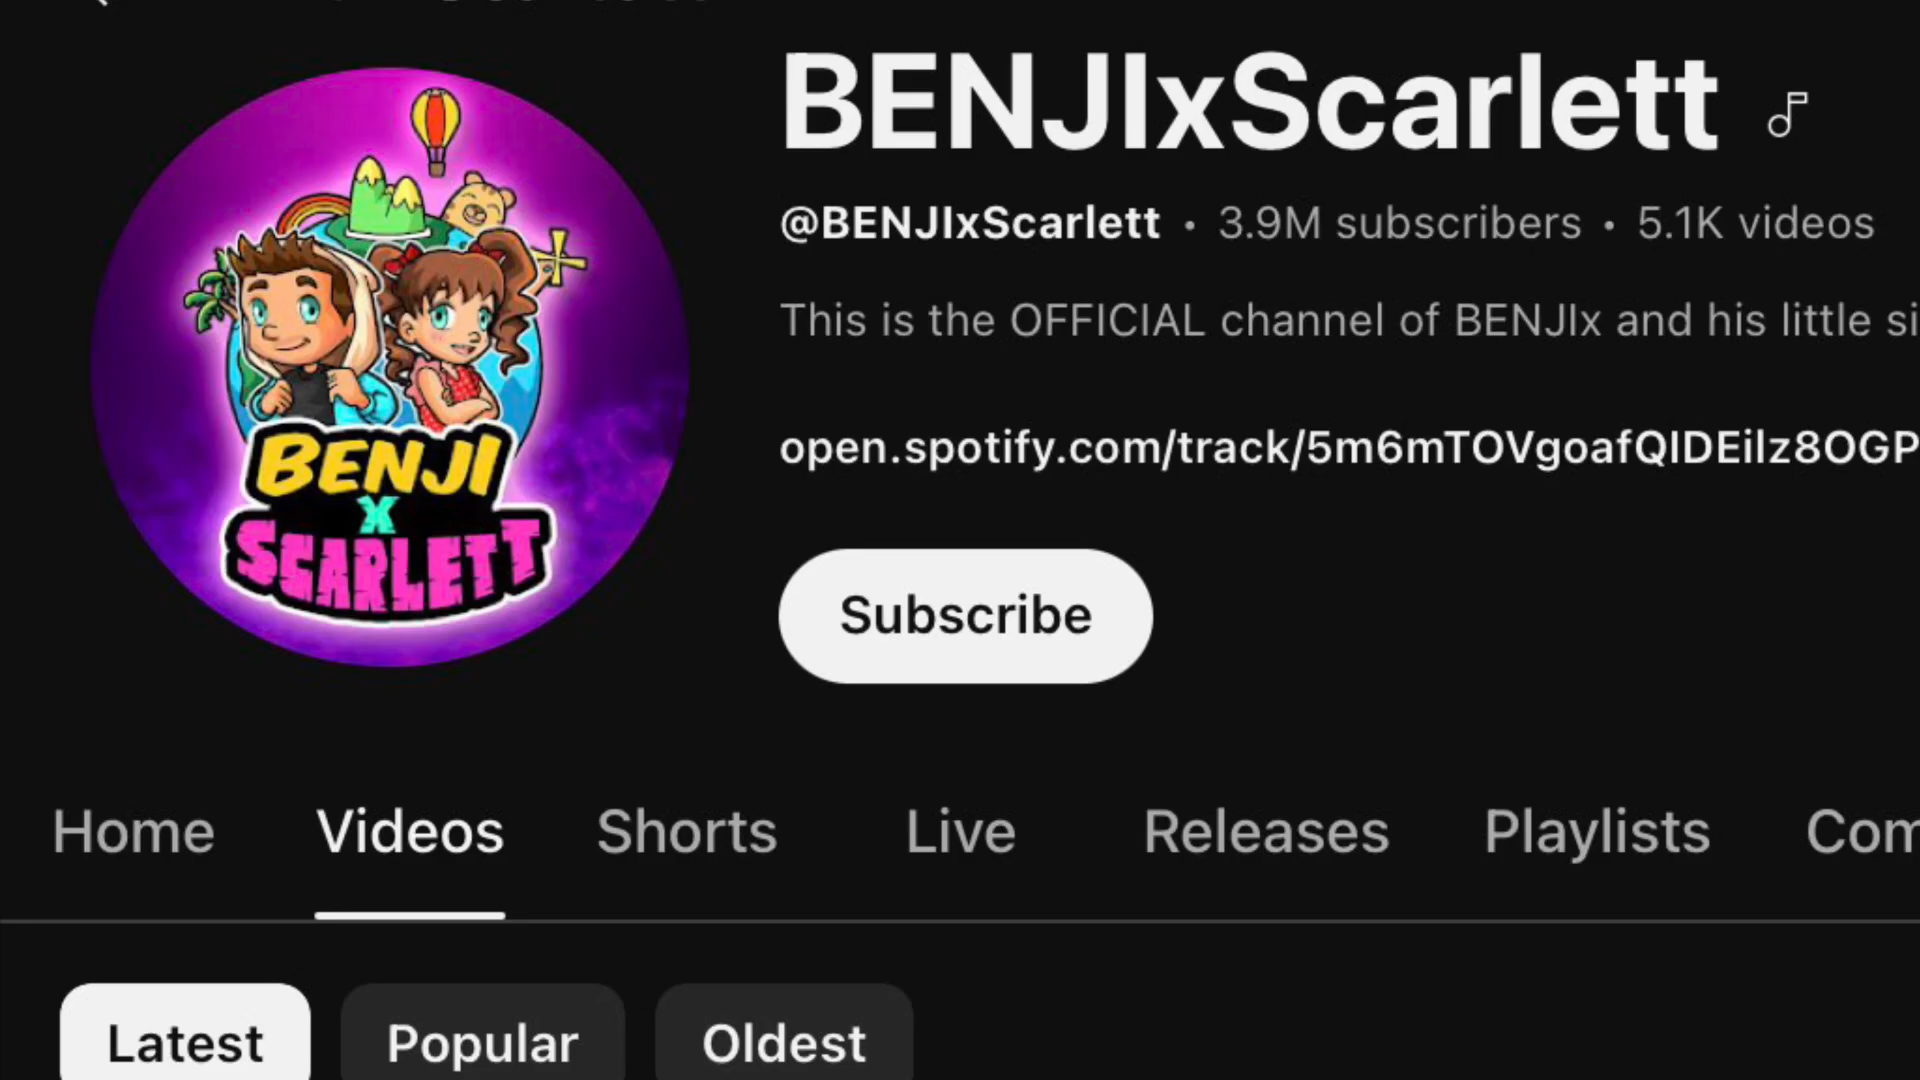 BENJIxScarlett
@BENJIxScarlett • 3.9M subscribers • 5.1K videos
This is the OFFICIAL channel of BENJIx and his little si
open.spotify.com/track/5m6mTOVgoafQIDEilz8OGP
Subscribe
BENJI
X
SCARLETT
Home Videos Shorts Live Releases Playlists Com
Latest Popular Oldest